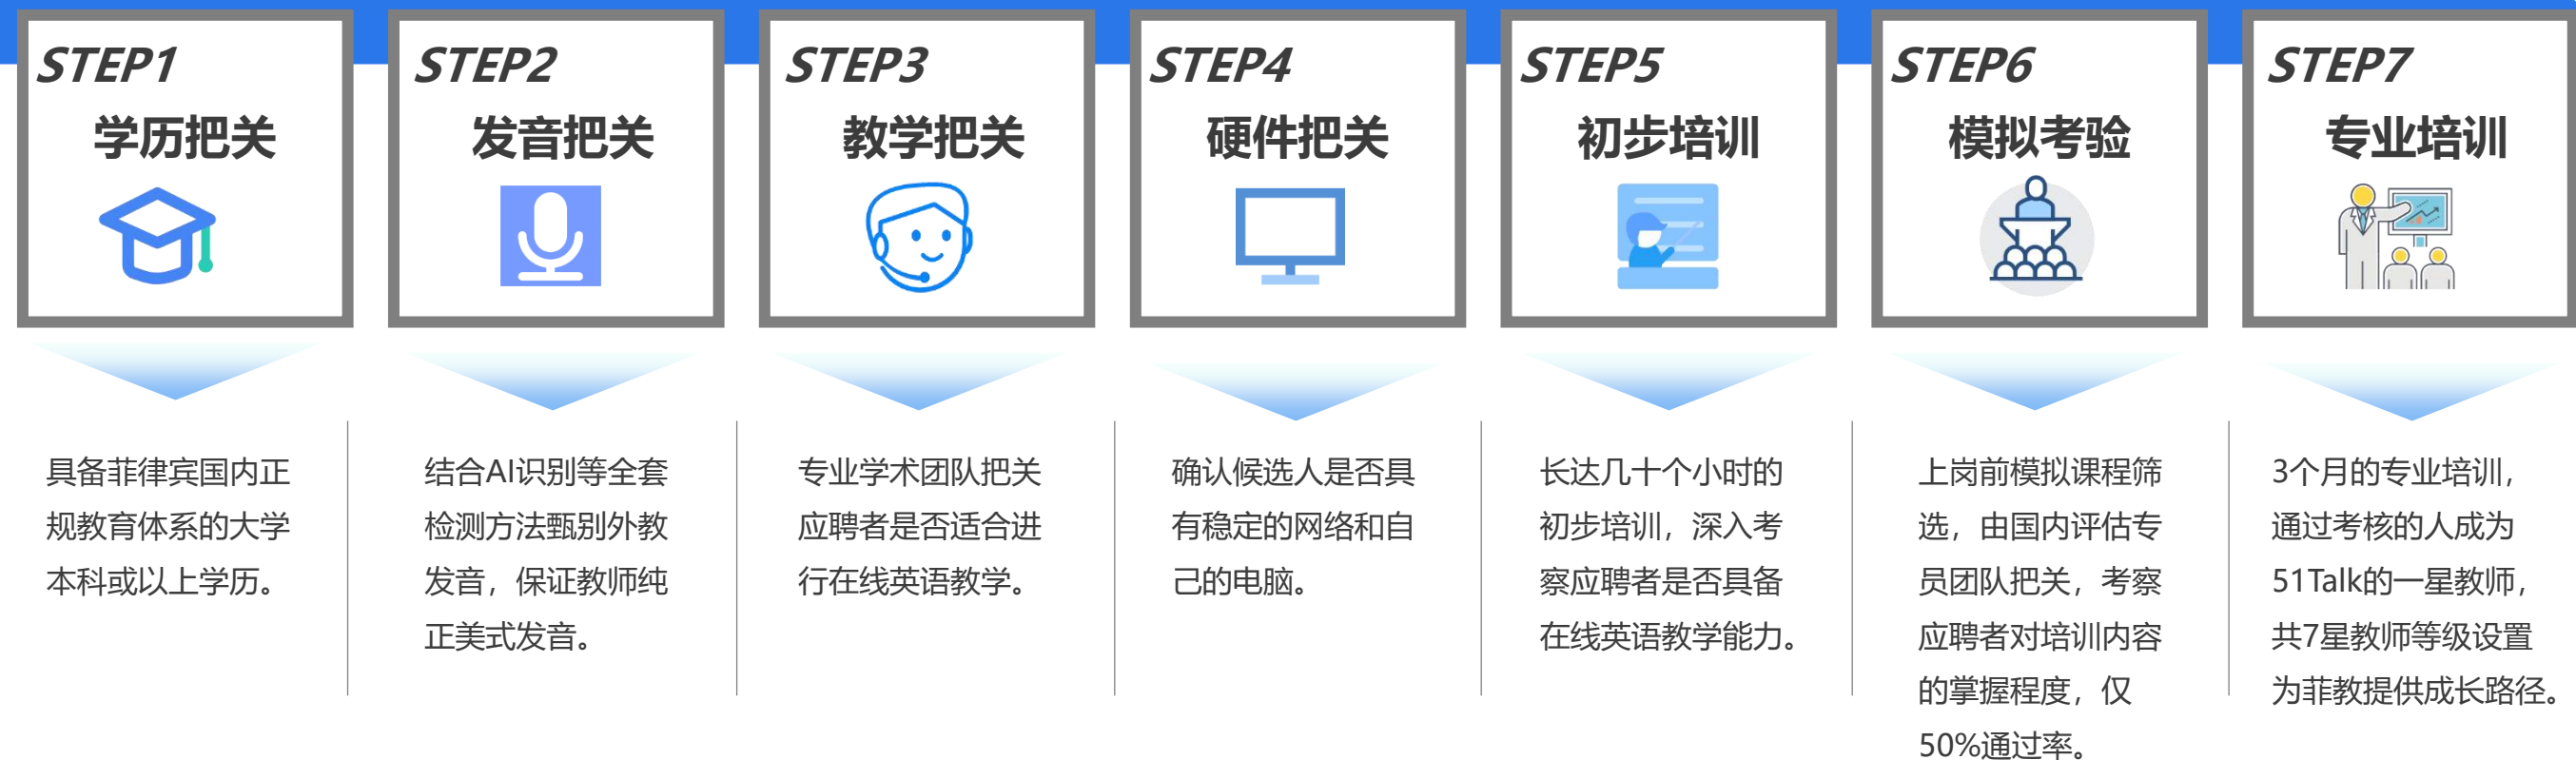 STEP1
学历把关
具备菲律宾国内正
规教育体系的大学
本科或以上学历。
STEP2
发音把关
结合AI识别等全套
检测方法甄别外教
发音，保证教师纯
正美式发音。
STEP3
教学把关
专业学术团队把关
应聘者是否适合进
行在线英语教学。
STEP4
硬件把关
确认候选人是否具
有稳定的网络和自
己的电脑。
STEP5
初步培训
长达几十个小时的
初步培训，深入考
察应聘者是否具备
在线英语教学能力。
STEP6
模拟考验
上岗前模拟课程筛
选，由国内评估专
员团队把关，考察
应聘者对培训内容
的掌握程度，仅
50%通过率。
STEP7
专业培训
3个月的专业培训，
通过考核的人成为
51Talk的一星教师，
共7星教师等级设置
为菲教提供成长路径。